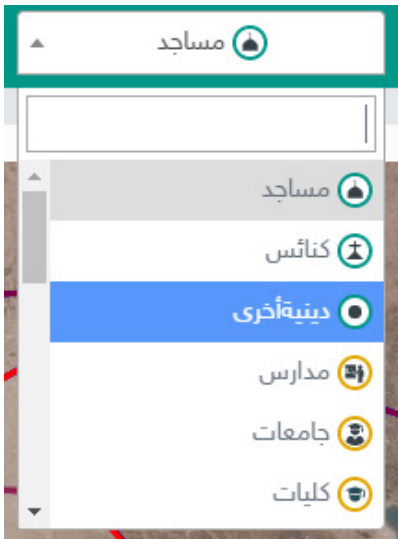 مساجد
مساجد
كنائس
دينيةأخرى
مدارس
جامعات
كليات